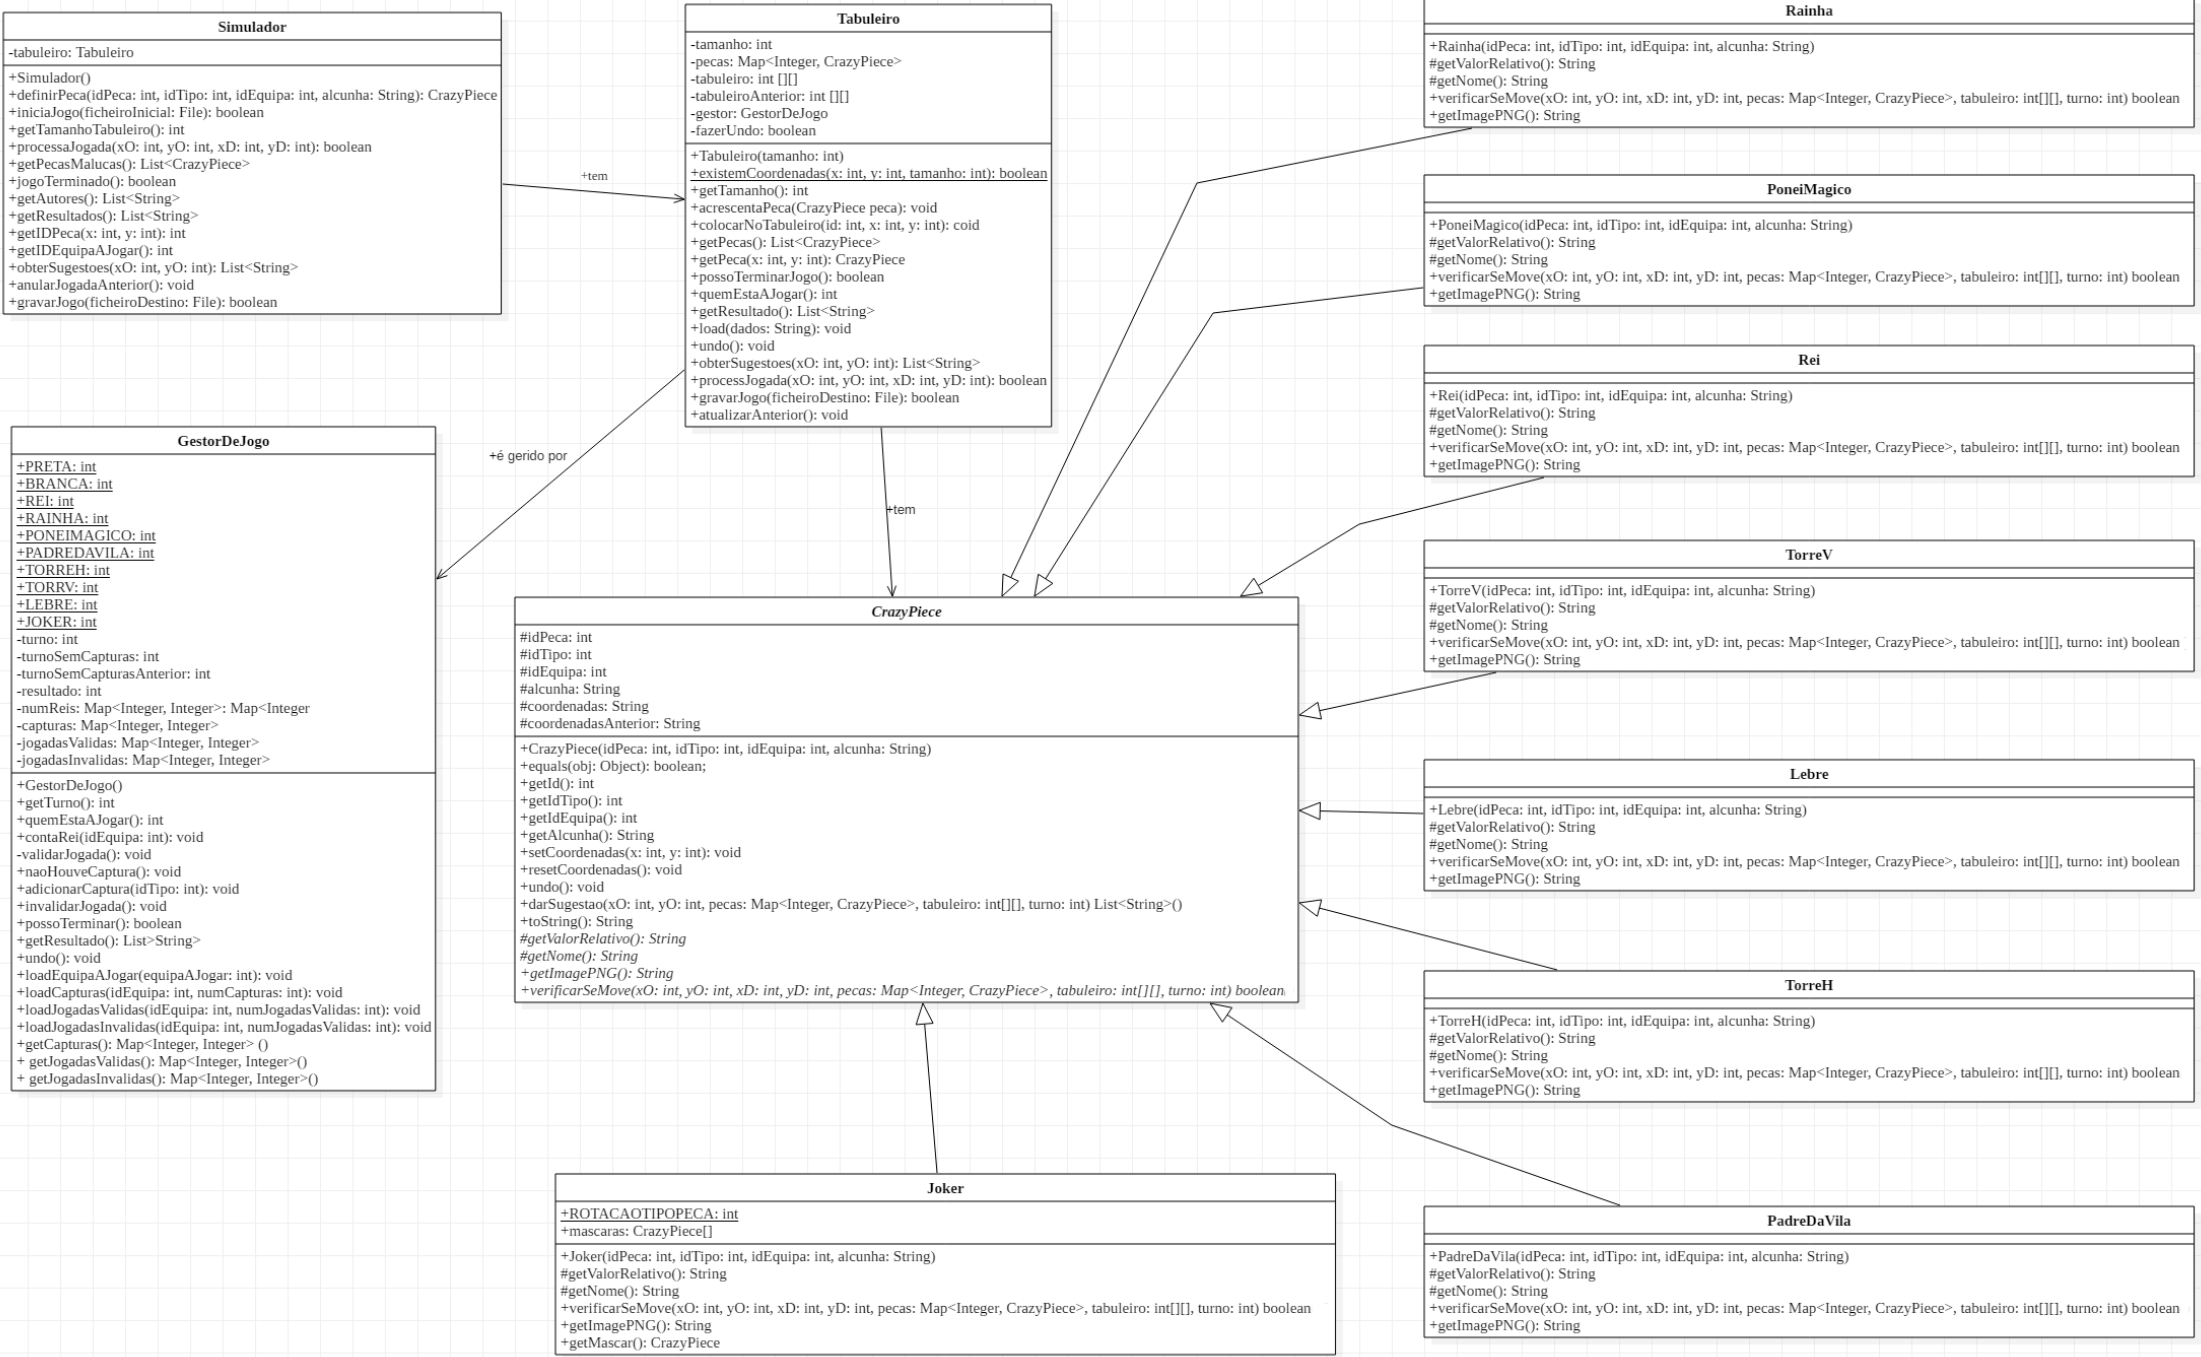 Simulador
-tabuleiro: Tabuleiro
+Simulador()
+definirPeca(idPeca: int, idTipo: int, idEquipa: int, alcunha: String): CrazyPiece
+iniciaJogo(ficheiroInicial: File): boolean
+getTamanhoTabuleiro(): int
+processaJogada(xO: int, yO: int, xD: int, yD: int): boolean
+getPecasMalucas(): List<CrazyPiece>
+jogoTerminado(): boolean
+getAutores(): List<String>
+getResultados(): List<String>
+getIDPeca(x: int, y: int): int
+getIDEquipaAJogar(): int
+obterSugestoes(xO: int, yO: int): List<String>
+anularJogadaAnterior(): void
+gravarJogo(ficheiroDestino: File): boolean
+tem
Tabuleiro
-tamanho: int
-pecas: Map<Integer, CrazyPiece>
-tabuleiro: int [][]
-tabuleiroAnterior: int [][]
-gestor: GestorDeJogo
-fazerUndo: boolean
+Tabuleiro(tamanho: int)
+existemCoordenadas(x: int, y: int, tamanho: int): boolean
+getTamanho(): int
+acrescentaPeca(CrazyPiece peca): void
+colocarNoTabuleiro(id: int, x: int, y: int): coid
+getPecas(): List<CrazyPiece>
+getPeca(x: int, y: int): CrazyPiece
+possoTerminarJogo(): boolean
+quemEstaAJogar(): int
+getResultado(): List<String>
+load(dados: String): void
+undo(): void
+obterSugestoes(xO: int, yO: int): List<String>
+processJogada(xO: int, yO: int, xD: int, yD: int): boolean
+gravarJogo(ficheiroDestino: File): boolean
+atualizarAnterior(): void
+é gerido por
+tem
GestorDeJogo
+PRETA: int
+BRANCA: int
+REI: int
+RAINHA: int
+PONEIMAGICO: int
+PADREDAVILA: int
+TORREH: int
+TORRV: int
+LEBRE: int
+JOKER: int
-turno: int
-turnoSemCapturas: int
-turnoSemCapturasAnterior: int
-resultado: int
-numReis: Map<Integer, Integer>: Map<Integer
-capturas: Map<Integer, Integer>
-jogadasValidas: Map<Integer, Integer>
-jogadasInvalidas: Map<Integer, Integer>
+GestorDeJogo()
+getTurno(): int
+quemEstaAJogar(): int
+contaRei(idEquipa: int): void
-validarJogada(): void
+naoHouveCaptura(): void
+adicionarCaptura(idTipo: int): void
+invalidarJogada(): void
+possoTerminar(): boolean
+getResultado(): List>String>
+undo(): void
+loadEquipaAJogar(equipaAJogar: int): void
+loadCapturas(idEquipa: int, numCapturas: int): void
+loadJogadasValidas(idEquipa: int, numJogadasValidas: int): void
+loadJogadasInvalidas(idEquipa: int, numJogadasValidas: int): void
+getCapturas(): Map<Integer, Integer> ()
+ getJogadasValidas(): Map<Integer, Integer>()
+ getJogadasInvalidas(): Map<Integer, Integer>()
CrazyPiece
#idPeca: int
#idTipo: int
#idEquipa: int
#alcunha: String
#coordenadas: String
#coordenadasAnterior: String
+CrazyPiece(idPeca: int, idTipo: int, idEquipa: int, alcunha: String)
+equals(obj: Object): boolean;
+getId(): int
+getIdTipo(): int
+getIdEquipa(): int
+getAlcunha(): String
+setCoordenadas(x: int, y: int): void
+resetCoordenadas(): void
+undo(): void
+darSugestao(xO: int, yO: int, pecas: Map<Integer, CrazyPiece>, tabuleiro: int[][], turno: int) List<String>()
+toString(): String
#getValorRelativo(): String
#getNome(): String
+getImagePNG(): String
+verificarSeMove(xO: int, yO: int, xD: int, yD: int, pecas: Map<Integer, CrazyPiece>, tabuleiro: int[][], turno: int) boolean
Joker
+ROTACAOTIPOPECA: int
+mascaras: CrazyPiece[]
+Joker(idPeca: int, idTipo: int, idEquipa: int, alcunha: String)
#getValorRelativo(): String
#getNome(): String
+verificarSeMove(xO: int, yO: int, xD: int, yD: int, pecas: Map<Integer, CrazyPiece>, tabuleiro: int[][], turno: int) boolean
+getImagePNG(): String
+getMascar(): CrazyPiece
Rainha
+Rainha(idPeca: int, idTipo: int, idEquipa: int, alcunha: String)
#getValorRelativo(): String
#getNome(): String
+verificarSeMove(xO: int, yO: int, xD: int, yD: int, pecas: Map<Integer, CrazyPiece>, tabuleiro: int[][], turno: int) boolean
+getImagePNG(): String
PoneiMagico
+PoneiMagico(idPeca: int, idTipo: int, idEquipa: int, alcunha: String)
#getValorRelativo(): String
#getNome(): String
+verificarSeMove(xO: int, yO: int, xD: int, yD: int, pecas: Map<Integer, CrazyPiece>, tabuleiro: int[][], turno: int) boolean
+getImagePNG(): String
Rei
+Rei(idPeca: int, idTipo: int, idEquipa: int, alcunha: String)
#getValorRelativo(): String
#getNome(): String
+verificarSeMove(xO: int, yO: int, xD: int, yD: int, pecas: Map<Integer, CrazyPiece>, tabuleiro: int[][], turno: int) boolean
+getImagePNG(): String
TorreV
+TorreV(idPeca: int, idTipo: int, idEquipa: int, alcunha: String)
#getValorRelativo(): String
#getNome(): String
+verificarSeMove(xO: int, yO: int, xD: int, yD: int, pecas: Map<Integer, CrazyPiece>, tabuleiro: int[][], turno: int) boolean
+getImagePNG(): String
Lebre
+Lebre(idPeca: int, idTipo: int, idEquipa: int, alcunha: String)
#getValorRelativo(): String
#getNome(): String
+verificarSeMove(xO: int, yO: int, xD: int, yD: int, pecas: Map<Integer, CrazyPiece>, tabuleiro: int[][], turno: int) boolean
+getImagePNG(): String
TorreH
+TorreH(idPeca: int, idTipo: int, idEquipa: int, alcunha: String)
#getValorRelativo(): String
#getNome(): String
+verificarSeMove(xO: int, yO: int, xD: int, yD: int, pecas: Map<Integer, CrazyPiece>, tabuleiro: int[][], turno: int) boolean
+getImagePNG(): String
PadreDaVila
+PadreDaVila(idPeca: int, idTipo: int, idEquipa: int, alcunha: String)
#getValorRelativo(): String
#getNome(): String
+verificarSeMove(xO: int, yO: int, xD: int, yD: int, pecas: Map<Integer, CrazyPiece>, tabuleiro: int[][], turno: int) boolean
+getImagePNG(): String